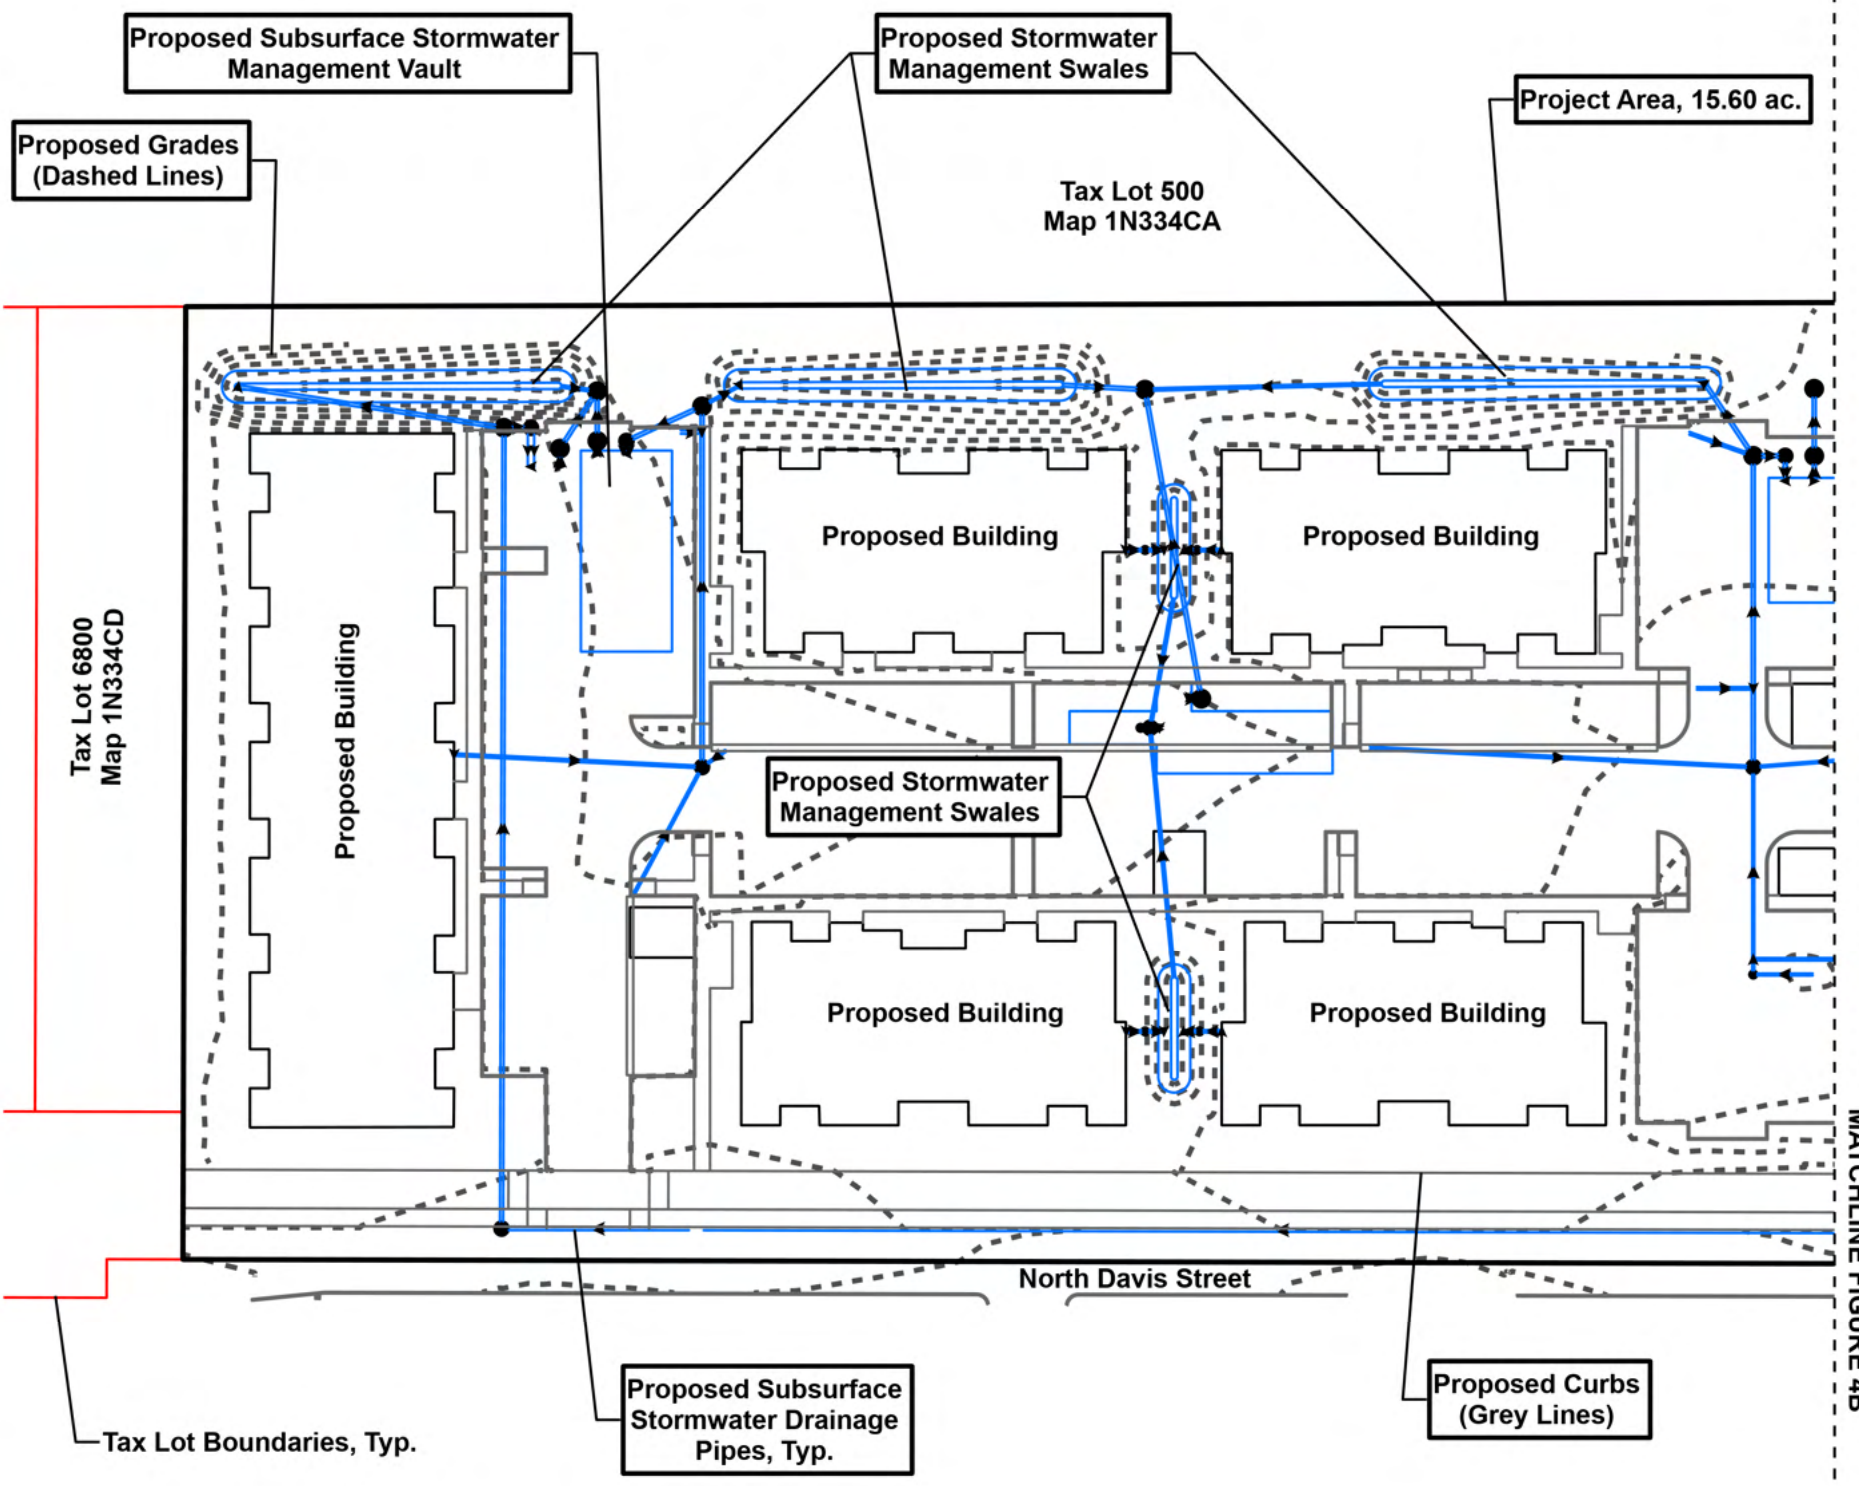 Proposed Subsurface Stormwater
Management Vault
Proposed Stormwater
Management Swales
Project Area, 15.60 ac.
Proposed Grades
(Dashed Lines)
Tax Lot 500
Map 1N334CA
Tax Lot 6800
Map 1N334CD
Proposed Building
Proposed Building
Proposed Building
Proposed Stormwater
Management Swales
Proposed Building
Proposed Building
MATCHLINE FIGURE 4B
North Davis Street
Proposed Subsurface
Stormwater Drainage
Pipes, Typ.
Proposed Curbs
(Grey Lines)
Tax Lot Boundaries, Typ.